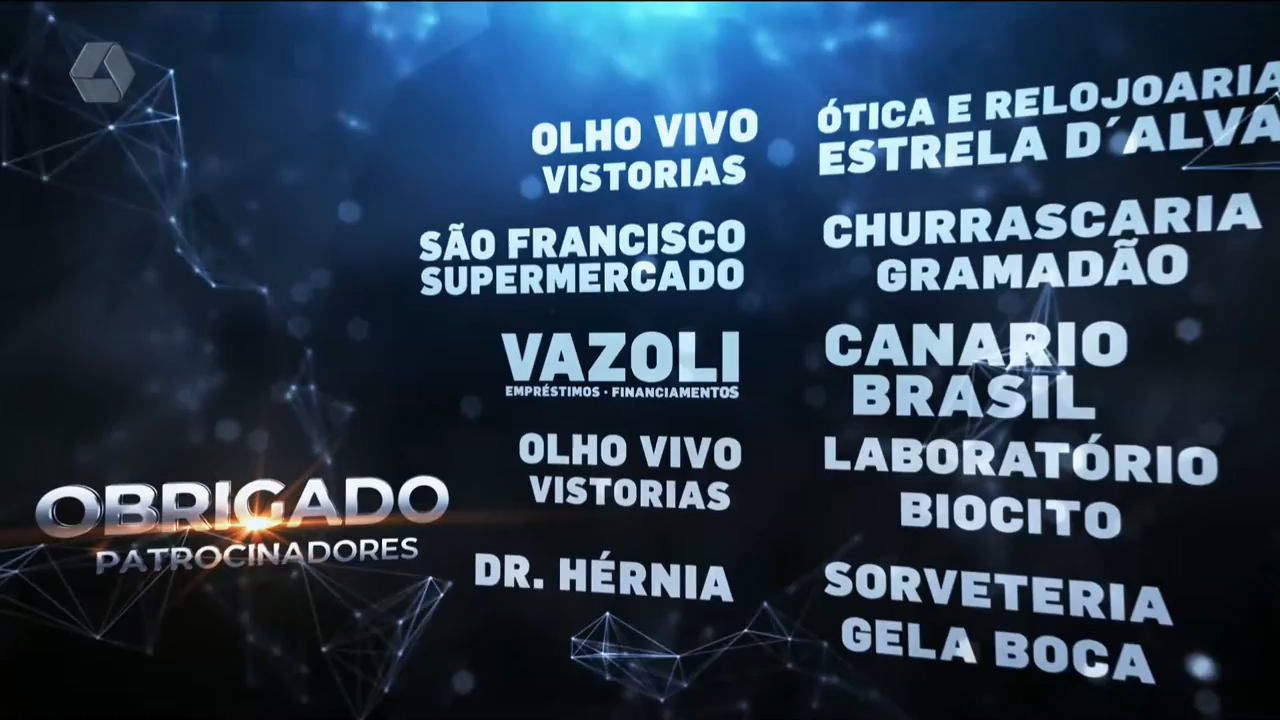 OLHO VIVO
VISTORIAS
SÃO FRANCISCO
SUPERMERCADO
VAZOLI
EMPRÉSTIMOS · FINANCIAMENTOS
OLHO VIVO
VISTORIAS
DR. HÉRNIA
ÓTICA E RELOJOARIA
ESTRELA D´ALVA
CHURRASCARIA
GRAMADÃO
CANARIO
BRASIL
LABORATÓRIO
BIOCITO
SORVETERIA
GELA BOCA
OBRIGADO
PATROCINADORES